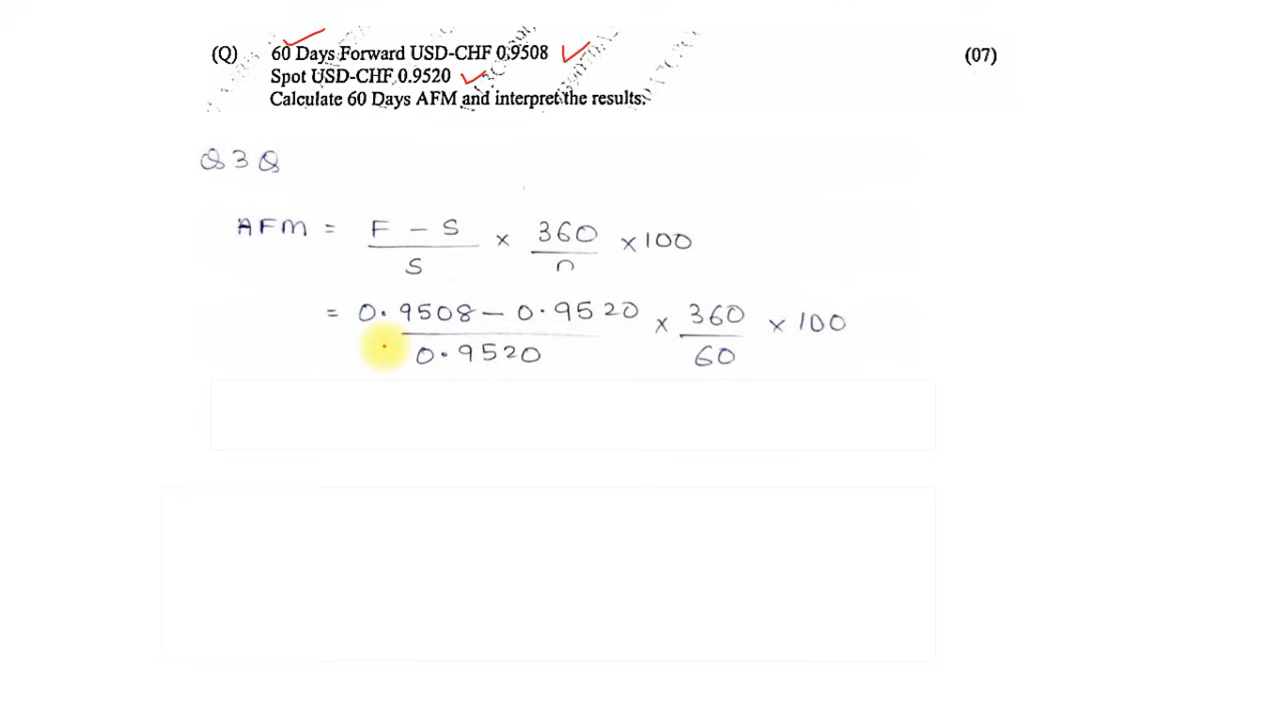 (Q) 60 Days Forward USD-CHF 0.9508 (07)
Spot USD-CHF 0.9520
Calculate 60 Days AFM and interpret the results.
Q3Q
AFM = F - S / S × 360 / n × 100
= 0.9508 - 0.9520 / 0.9520 × 360 / 60 × 100